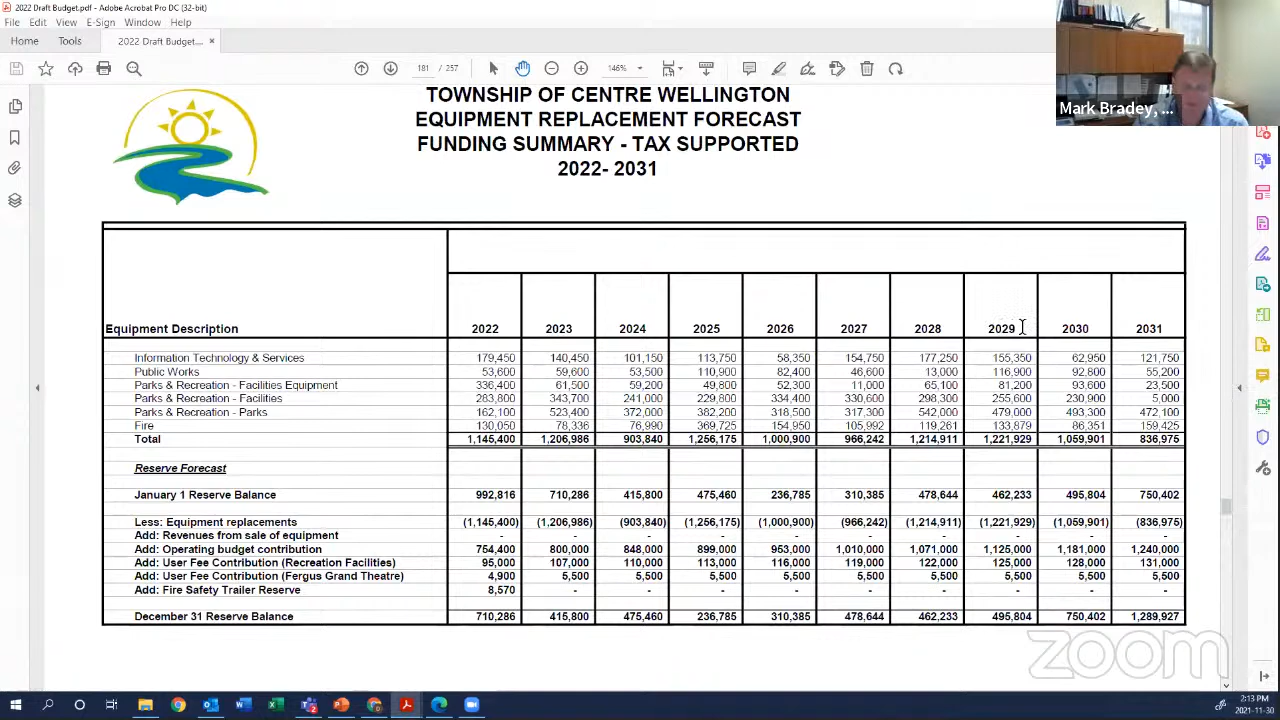 2022 Draft Budget.pdf - Adobe Acrobat Pro DC (32-bit)
File Edit View E-Sign Window Help
Home Tools 2022 Draft Budget... ×
181 / 257 146%
Mark Bradey, ...
TOWNSHIP OF CENTRE WELLINGTON
EQUIPMENT REPLACEMENT FORECAST
FUNDING SUMMARY - TAX SUPPORTED
2022- 2031
Equipment Description 2022 2023 2024 2025 2026 2027 2028 2029 2030 2031
Information Technology & Services 179,450 140,450 101,150 113,750 58,350 154,750 177,250 155,350 62,950 121,750
Public Works 53,600 59,600 53,500 110,900 82,400 46,600 13,000 116,900 92,800 55,200
Parks & Recreation - Facilities Equipment 336,400 61,500 59,200 49,800 52,300 11,000 65,100 81,200 93,600 23,500
Parks & Recreation - Facilities 283,800 343,700 241,000 229,800 334,400 330,600 298,300 255,600 230,900 5,000
Parks & Recreation - Parks 162,100 523,400 372,000 382,200 318,500 317,300 542,000 479,000 493,300 472,100
Fire 130,050 78,336 76,990 369,725 154,950 105,992 119,261 133,879 86,351 159,425
Total 1,145,400 1,206,986 903,840 1,256,175 1,000,900 966,242 1,214,911 1,221,929 1,059,901 836,975
Reserve Forecast
January 1 Reserve Balance 992,816 710,286 415,800 475,460 236,785 310,385 478,644 462,233 495,804 750,402
Less: Equipment replacements (1,145,400) (1,206,986) (903,840) (1,256,175) (1,000,900) (966,242) (1,214,911) (1,221,929) (1,059,901) (836,975)
Add: Revenues from sale of equipment - - - - - - - - - -
Add: Operating budget contribution 754,400 800,000 848,000 899,000 953,000 1,010,000 1,071,000 1,125,000 1,181,000 1,240,000
Add: User Fee Contribution (Recreation Facilities) 95,000 107,000 110,000 113,000 116,000 119,000 122,000 125,000 128,000 131,000
Add: User Fee Contribution (Fergus Grand Theatre) 4,900 5,500 5,500 5,500 5,500 5,500 5,500 5,500 5,500 5,500
Add: Fire Safety Trailer Reserve 8,570 - - - - - - - - -
December 31 Reserve Balance 710,286 415,800 475,460 236,785 310,385 478,644 462,233 495,804 750,402 1,289,927
zoom
2:13 PM
2021-11-30